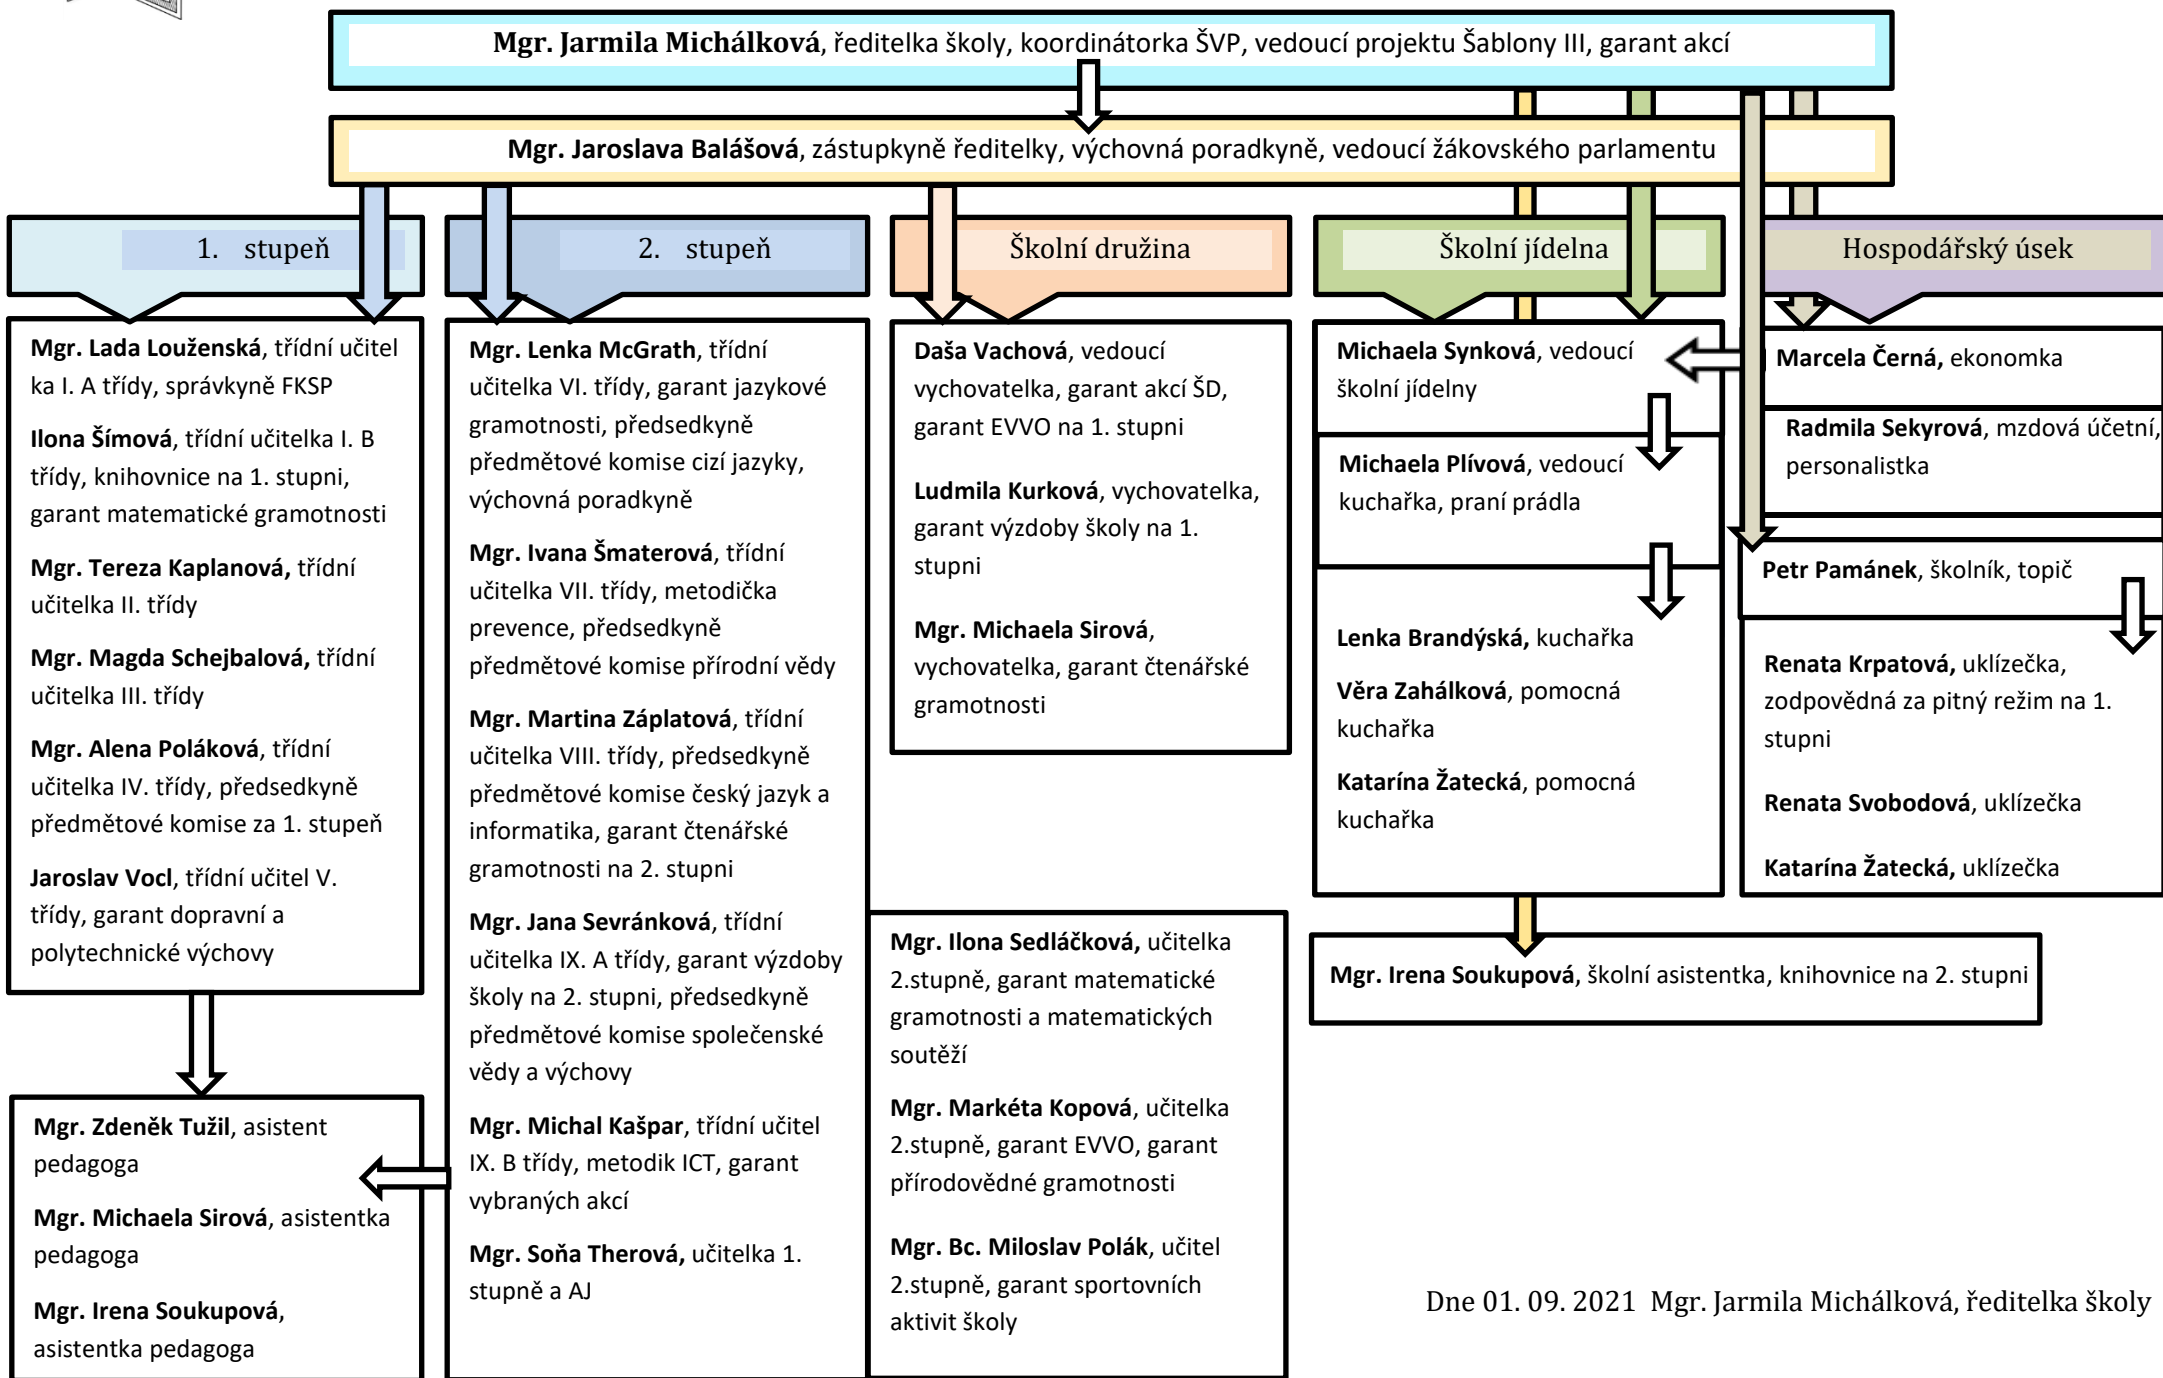 Mgr. Jarmila Michálková, ředitelka školy, koordinátorka ŠVP, vedoucí projektu Šablony III, garant akcí
Mgr. Jaroslava Balášová, zástupkyně ředitelky, výchovná poradkyně, vedoucí žákovského parlamentu
1. stupeň
Mgr. Lada Louženská, třídní učitel
ka I. A třídy, správkyně FKSP
Ilona Šímová, třídní učitelka I. B
třídy, knihovnice na 1. stupni,
garant matematické gramotnosti
Mgr. Tereza Kaplanová, třídní
učitelka II. třídy
Mgr. Magda Schejbalová, třídní
učitelka III. třídy
Mgr. Alena Poláková, třídní
učitelka IV. třídy, předsedkyně
předmětové komise za 1. stupeň
Jaroslav Vocl, třídní učitel V.
třídy, garant dopravní a
polytechnické výchovy
Mgr. Zdeněk Tužil, asistent
pedagoga
Mgr. Michaela Sirová, asistentka
pedagoga
Mgr. Irena Soukupová,
asistentka pedagoga
2. stupeň
Mgr. Lenka McGrath, třídní
učitelka VI. třídy, garant jazykové
gramotnosti, předsedkyně
předmětové komise cizí jazyky,
výchovná poradkyně
Mgr. Ivana Šmaterová, třídní
učitelka VII. třídy, metodička
prevence, předsedkyně
předmětové komise přírodní vědy
Mgr. Martina Záplatová, třídní
učitelka VIII. třídy, předsedkyně
předmětové komise český jazyk a
informatika, garant čtenářské
gramotnosti na 2. stupni
Mgr. Jana Sevránková, třídní
učitelka IX. A třídy, garant výzdoby
školy na 2. stupni, předsedkyně
předmětové komise společenské
vědy a výchovy
Mgr. Michal Kašpar, třídní učitel
IX. B třídy, metodik ICT, garant
vybraných akcí
Mgr. Soňa Therová, učitelka 1.
stupně a AJ
Školní družina
Daša Vachová, vedoucí
vychovatelka, garant akcí ŠD,
garant EVVO na 1. stupni
Ludmila Kurková, vychovatelka,
garant výzdoby školy na 1.
stupni
Mgr. Michaela Sirová,
vychovatelka, garant čtenářské
gramotnosti
Mgr. Ilona Sedláčková, učitelka
2.stupně, garant matematické
gramotnosti a matematických
soutěží
Mgr. Markéta Kopová, učitelka
2.stupně, garant EVVO, garant
přírodovědné gramotnosti
Mgr. Bc. Miloslav Polák, učitel
2.stupně, garant sportovních
aktivit školy
Školní jídelna
Michaela Synková, vedoucí
školní jídelny
Michaela Plívová, vedoucí
kuchařka, praní prádla
Lenka Brandýská, kuchařka
Věra Zahálková, pomocná
kuchařka
Katarína Žatecká, pomocná
kuchařka
Hospodářský úsek
Marcela Černá, ekonomka
Radmila Sekyrová, mzdová účetní,
personalistka
Petr Pamánek, školník, topič
Renata Krpatová, uklízečka,
zodpovědná za pitný režim na 1.
stupni
Renata Svobodová, uklízečka
Katarína Žatecká, uklízečka
Mgr. Irena Soukupová, školní asistentka, knihovnice na 2. stupni
Dne 01. 09. 2021 Mgr. Jarmila Michálková, ředitelka školy